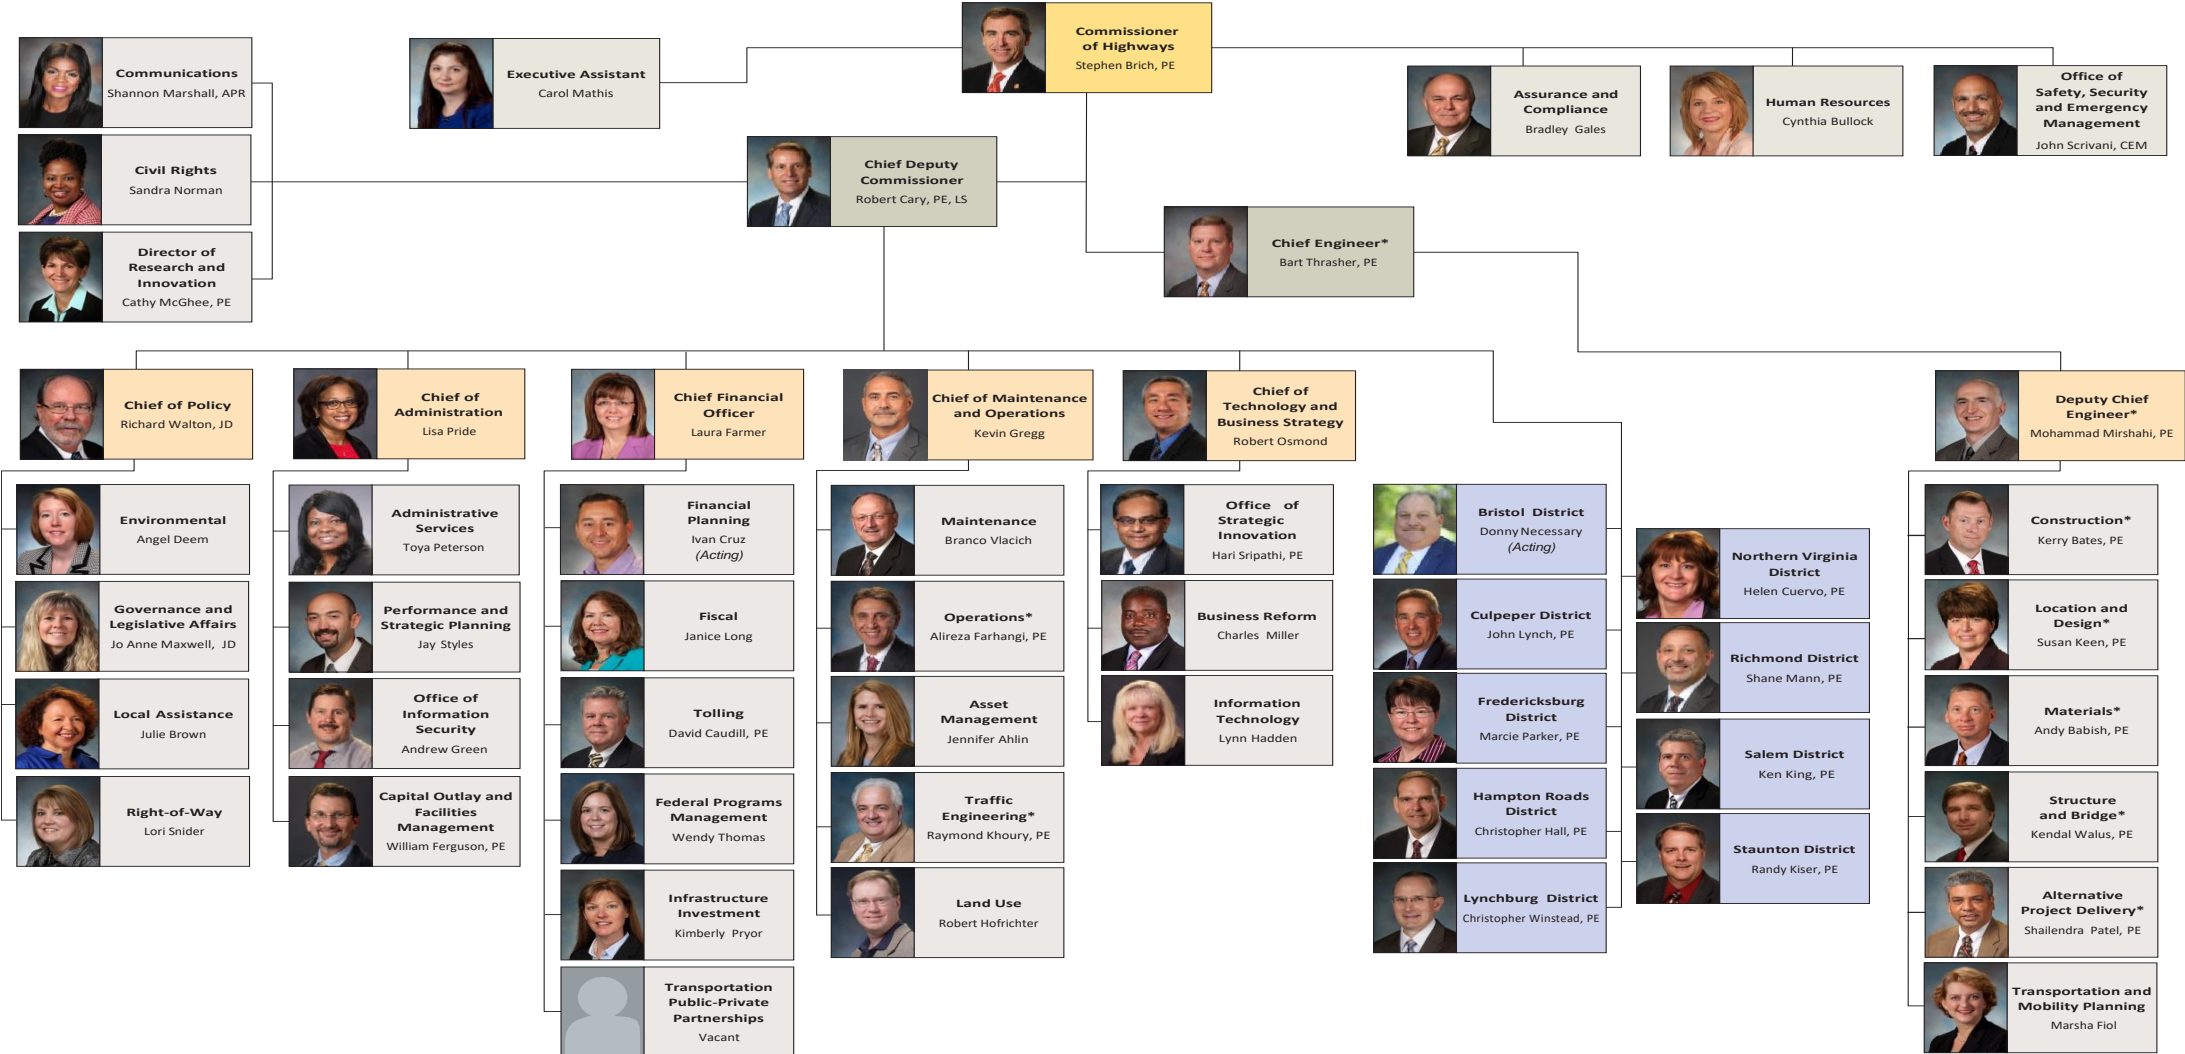 Commissioner
of Highways
Stephen Brich, PE
Executive Assistant
Carol Mathis
Communications
Shannon Marshall, APR
Civil Rights
Sandra Norman
Director of
Research and
Innovation
Cathy McGhee, PE
Chief Deputy
Commissioner
Robert Cary, PE, LS
Assurance and
Compliance
Bradley Gales
Human Resources
Cynthia Bullock
Office of
Safety, Security
and Emergency
Management
John Scrivani, CEM
Chief Engineer*
Bart Thrasher, PE
Chief of Policy
Richard Walton, JD
Environmental
Angel Deem
Governance and
Legislative Affairs
Jo Anne Maxwell, JD
Local Assistance
Julie Brown
Right-of-Way
Lori Snider
Chief of
Administration
Lisa Pride
Administrative
Services
Toya Peterson
Performance and
Strategic Planning
Jay Styles
Office of
Information
Security
Andrew Green
Capital Outlay and
Facilities
Management
William Ferguson, PE
Chief Financial
Officer
Laura Farmer
Financial
Planning
Ivan Cruz
(Acting)
Fiscal
Janice Long
Tolling
David Caudill, PE
Federal Programs
Management
Wendy Thomas
Infrastructure
Investment
Kimberly Pryor
Transportation
Public-Private
Partnerships
Vacant
Chief of Maintenance
and Operations
Kevin Gregg
Maintenance
Branco Vlacich
Operations*
Alireza Farhangi, PE
Asset
Management
Jennifer Ahlin
Traffic
Engineering*
Raymond Khoury, PE
Land Use
Robert Hofrichter
Chief of
Technology and
Business Strategy
Robert Osmond
Office of
Strategic
Innovation
Hari Sripathi, PE
Business Reform
Charles Miller
Information
Technology
Lynn Hadden
Bristol District
Donny Necessary
(Acting)
Culpeper District
John Lynch, PE
Fredericksburg
District
Marcie Parker, PE
Hampton Roads
District
Christopher Hall, PE
Lynchburg District
Christopher Winstead, PE
Northern Virginia
District
Helen Cuervo, PE
Richmond District
Shane Mann, PE
Salem District
Ken King, PE
Staunton District
Randy Kiser, PE
Deputy Chief
Engineer*
Mohammad Mirshahi, PE
Construction*
Kerry Bates, PE
Location and
Design*
Susan Keen, PE
Materials*
Andy Babish, PE
Structure
and Bridge*
Kendal Walus, PE
Alternative
Project Delivery*
Shailendra Patel, PE
Transportation and
Mobility Planning
Marsha Fiol